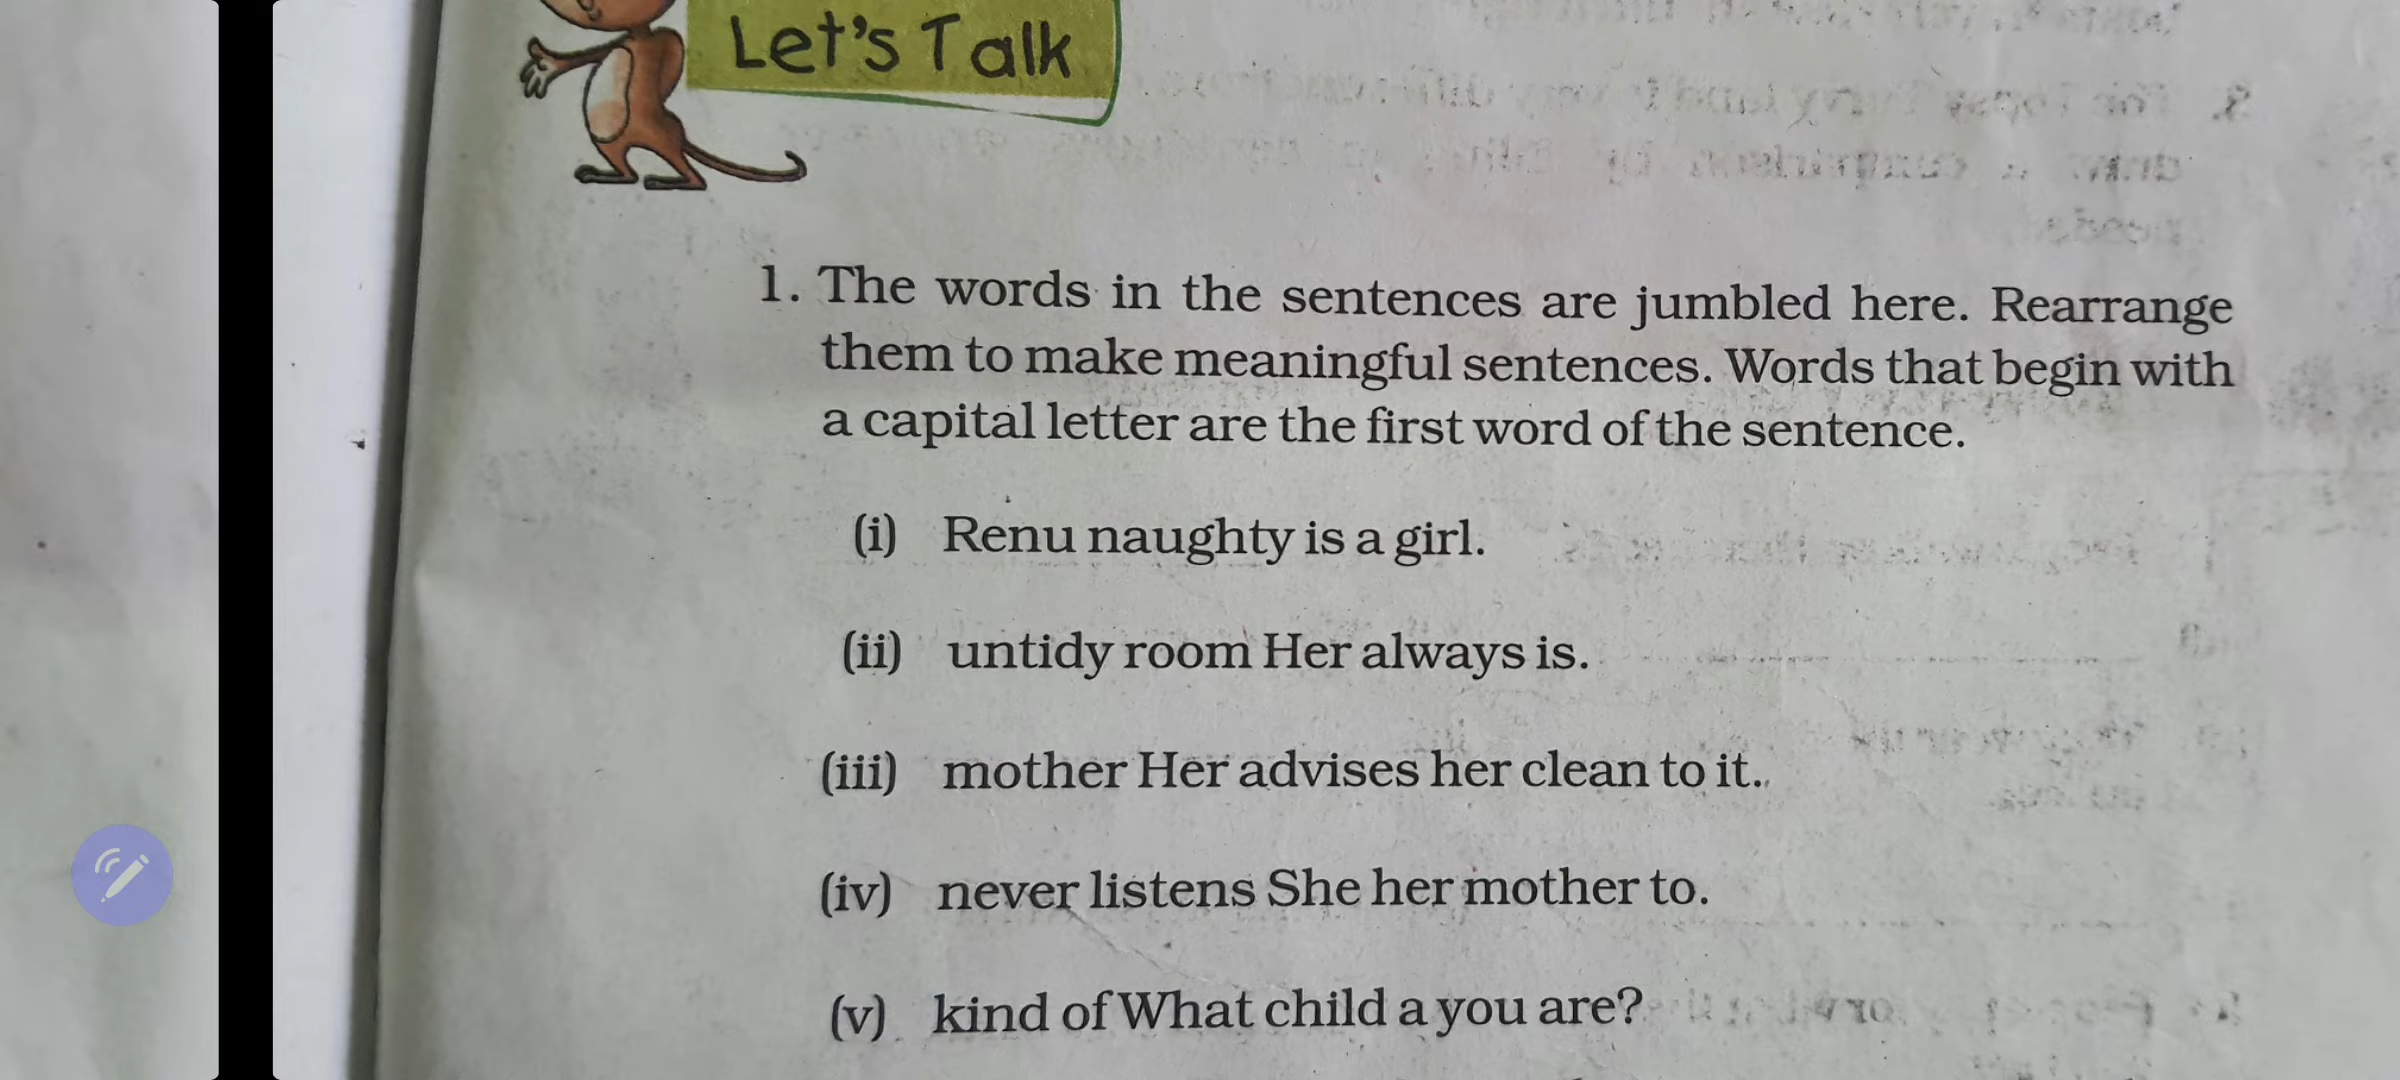 Let's Talk
1. The words in the sentences are jumbled here. Rearrange
them to make meaningful sentences. Words that begin with
a capital letter are the first word of the sentence.
(i) Renu naughty is a girl.
(ii) untidy room Her always is.
(iii) mother Her advises her clean to it.
(iv) never listens She her mother to.
(v) kind of What child a you are?